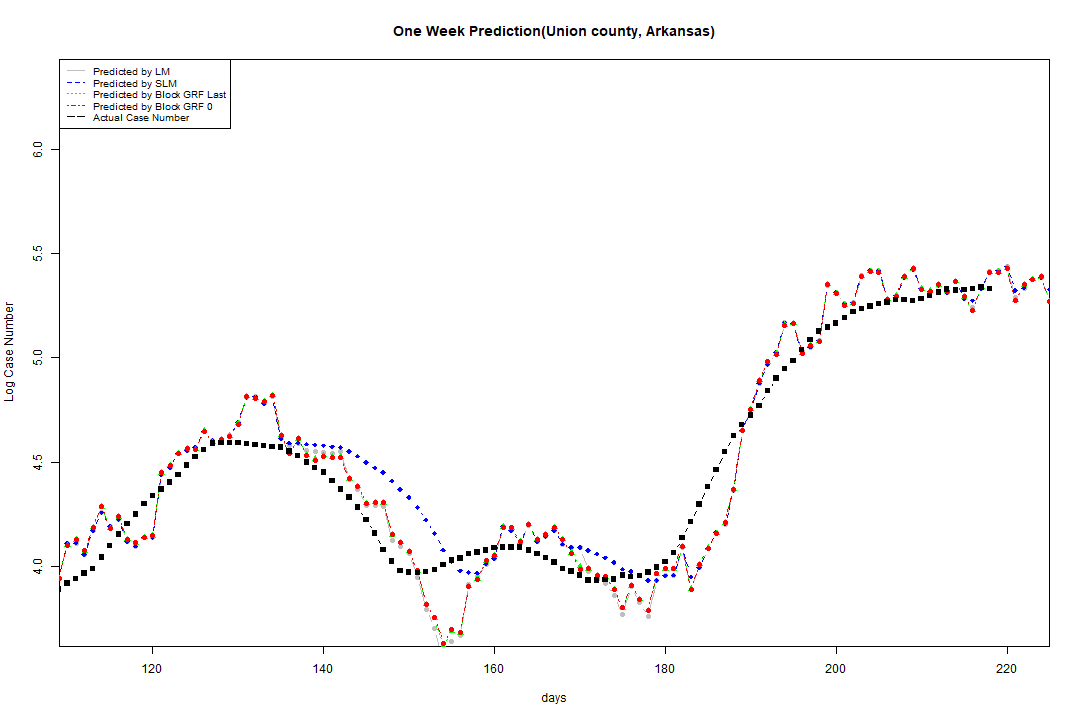 One Week Prediction(Union county, Arkansas)
Predicted by LM
Predicted by SLM
Predicted by Block GRF Last
Predicted by Block GRF 0
Actual Case Number
6.0
5.5
5.0
4.5
4.0
Log Case Number
120 140 160 180 200 220
days